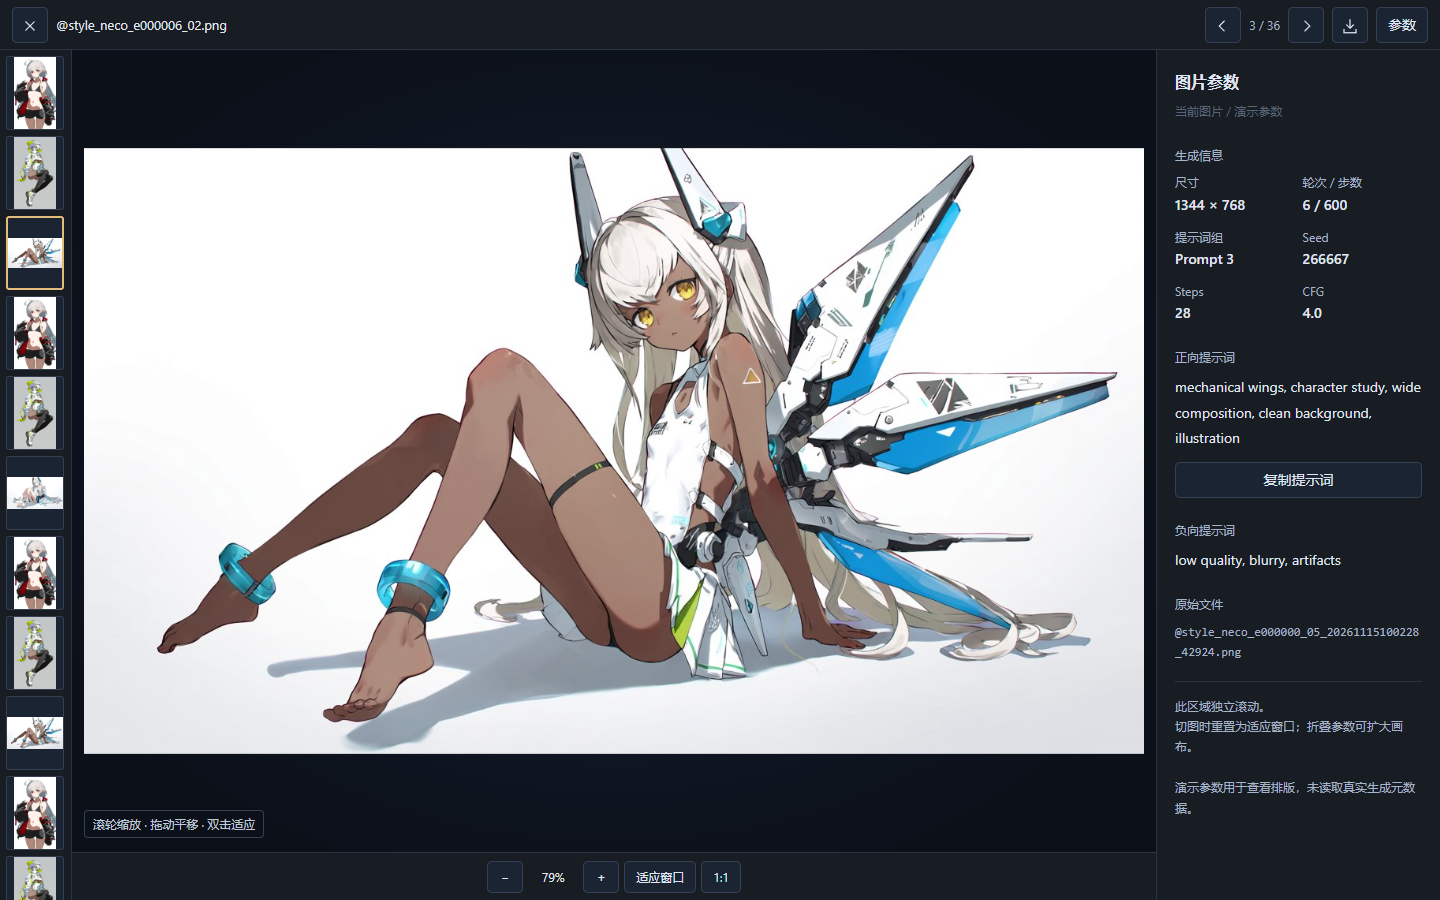 @style_neco_e000006_02.png
3 / 36
参数
图片参数
当前图片 / 演示参数
生成信息
尺寸
轮次 / 步数
1344 × 768
6 / 600
提示词组
Seed
Prompt 3
266667
Steps
CFG
28
4.0
正向提示词
mechanical wings, character study, wide
composition, clean background,
illustration
复制提示词
负向提示词
low quality, blurry, artifacts
原始文件
@style_neco_e000000_05_20261115100228
_42924.png
此区域独立滚动。
切图时重置为适应窗口；折叠参数可扩大画
布。
演示参数用于查看排版，未读取真实生成元数
据。
滚轮缩放 · 拖动平移 · 双击适应
−
79%
+
适应窗口
1:1